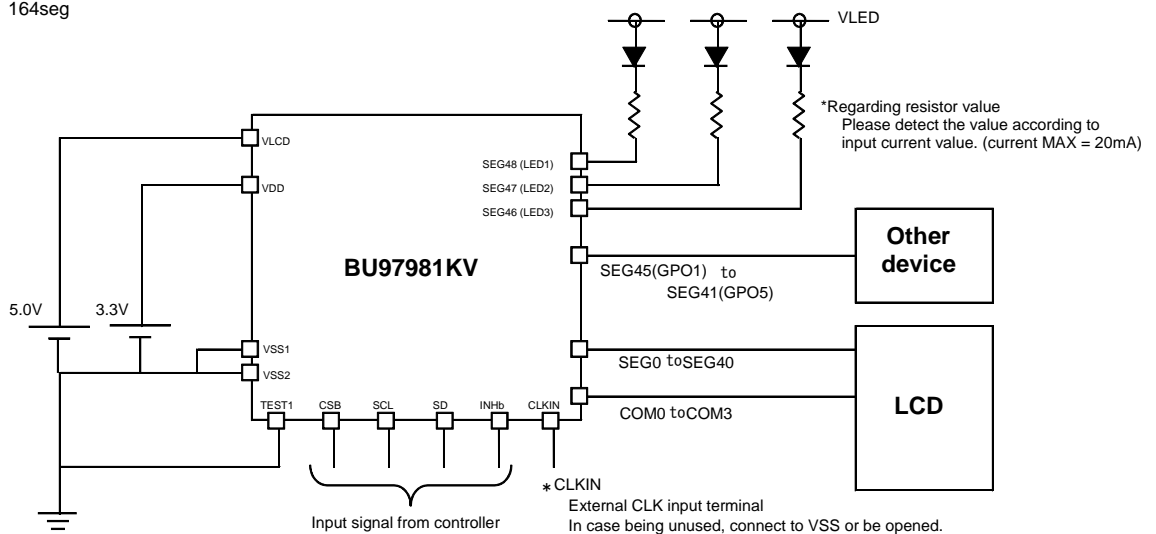 164seg
VLED
*Regarding resistor value
Please detect the value according to
input current value. (current MAX = 20mA)
VLCD
VDD
SEG48 (LED1)
SEG47 (LED2)
SEG46 (LED3)
BU97981KV
Other
device
SEG45(GPO1) to
SEG41(GPO5)
5.0V
3.3V
VSS1
VSS2
SEG0 toSEG40
LCD
COM0 toCOM3
TEST1
CSB
SCL
SD
INHb
CLKIN
*CLKIN
External CLK input terminal
In case being unused, connect to VSS or be opened.
Input signal from controller